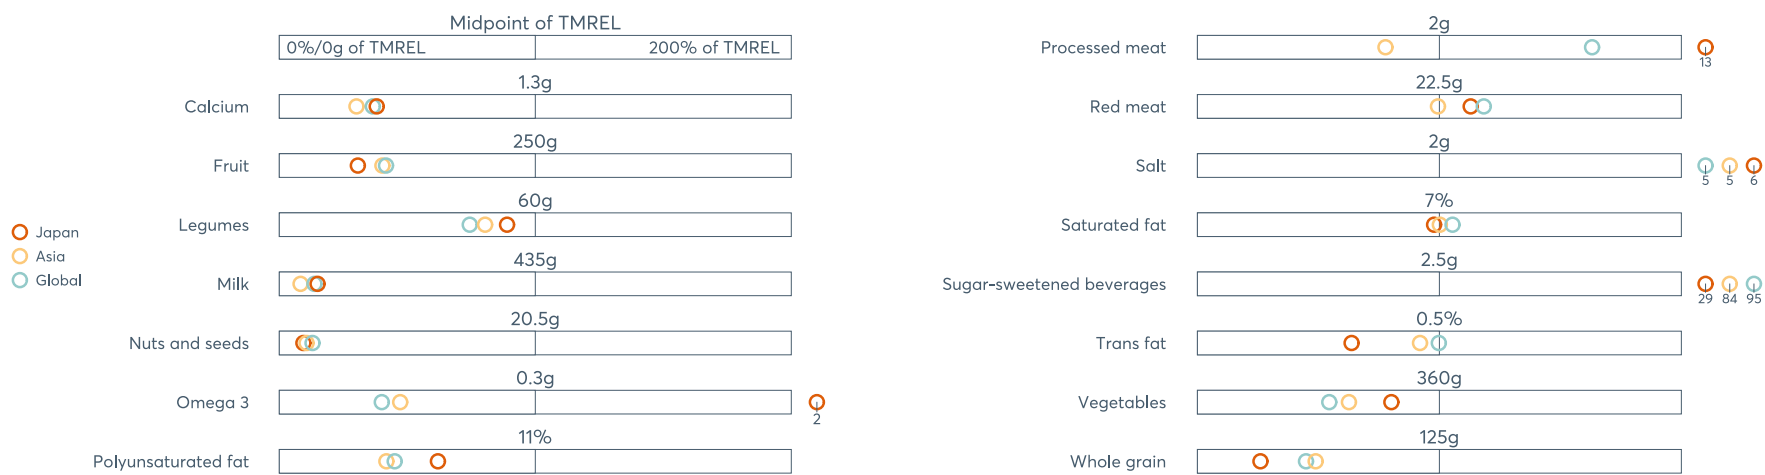 Midpoint of TMREL
0%/0g of TMREL 200% of TMREL
1.3g
Calcium
250g
Fruit
60g
Legumes
435g
Milk
20.5g
Nuts and seeds
0.3g
Omega 3
2
11%
Polyunsaturated fat
Japan
Asia
Global
2g
Processed meat
13
22.5g
Red meat
2g
Salt
5 5 6
7%
Saturated fat
2.5g
Sugar-sweetened beverages
29 84 95
0.5%
Trans fat
360g
Vegetables
125g
Whole grain